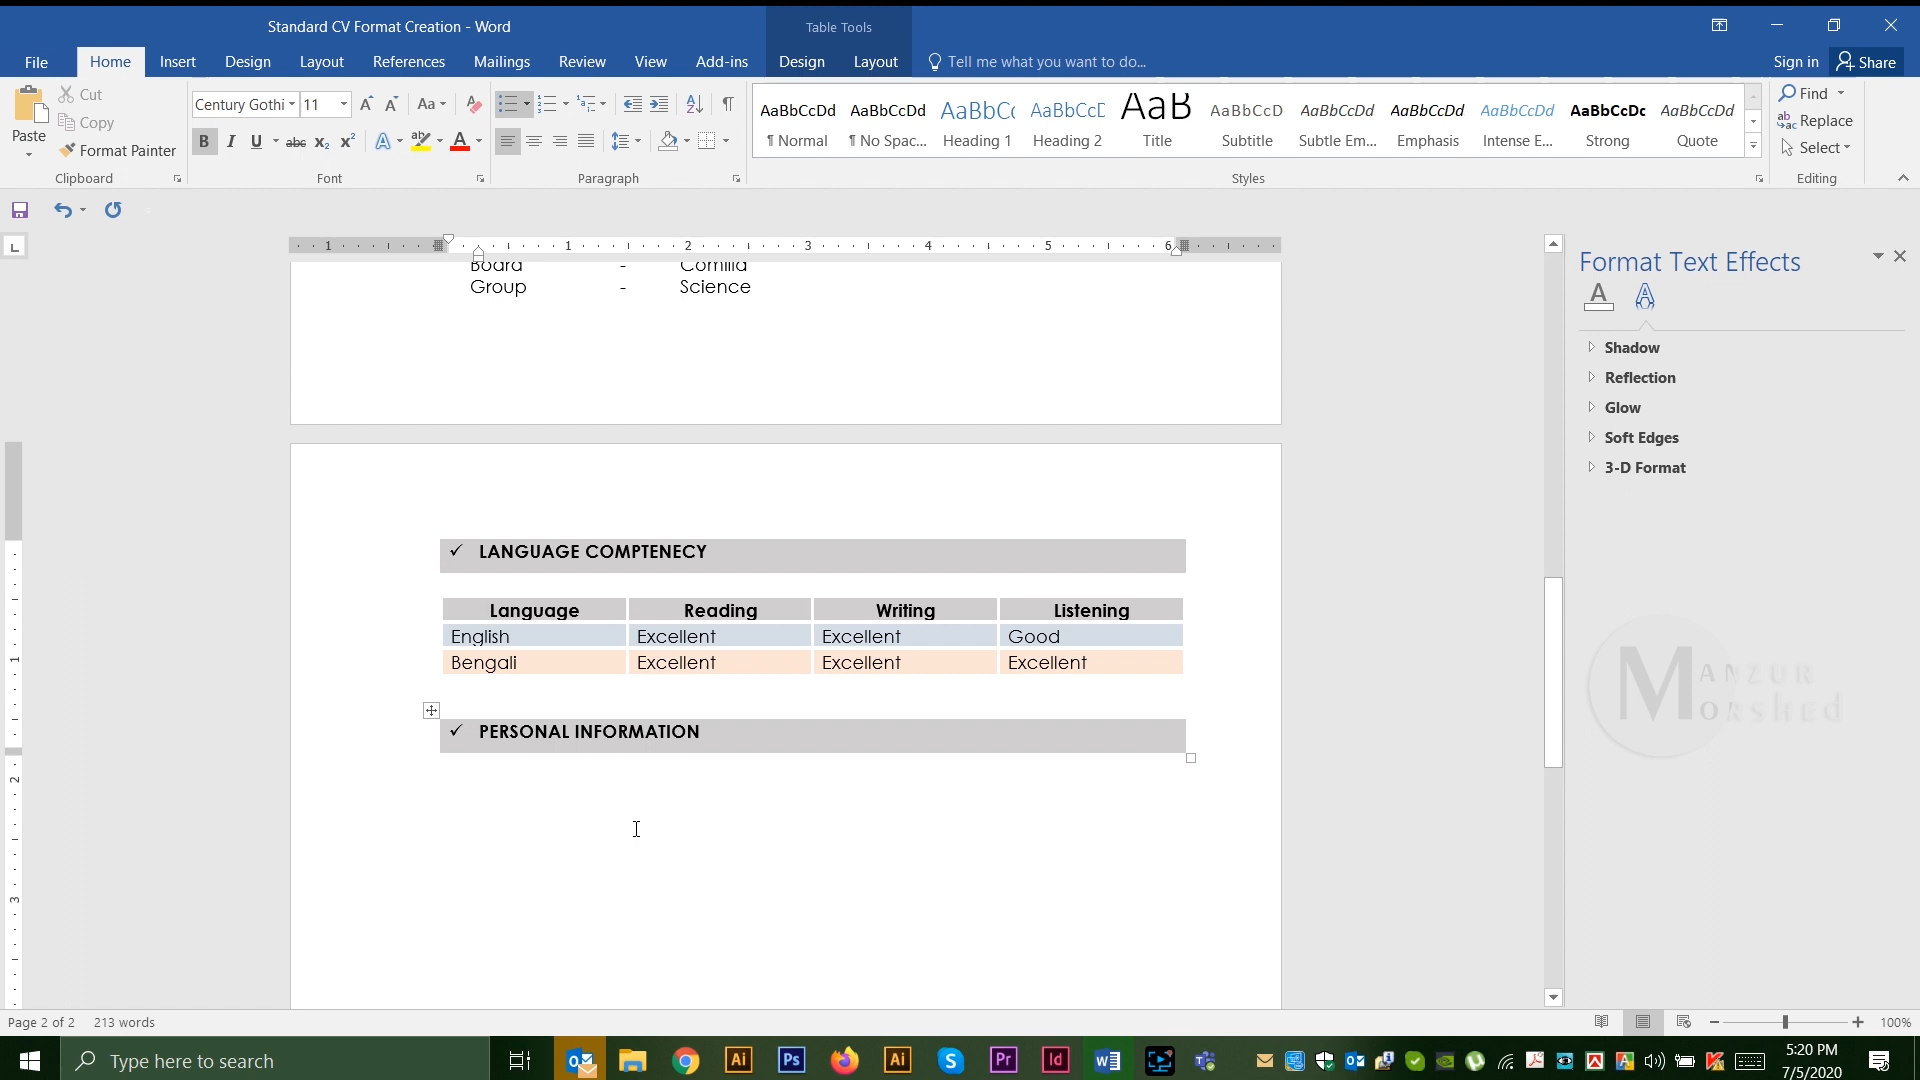 Standard CV Format Creation - Word
Table Tools
File Home Insert Design Layout References Mailings Review View Add-ins Design Layout Tell me what you want to do... Sign in Share
Paste
Cut
Copy
Format Painter
Clipboard
Century Gothi 11
Font
Paragraph
AaBbCcDd AaBbCcDd AaBbCc AaBbCcD AaB AaBbCcD AaBbCcDd AaBbCcDd AaBbCcDd AaBbCcDc AaBbCcDd
¶ Normal ¶ No Spac... Heading 1 Heading 2 Title Subtitle Subtle Em... Emphasis Intense E... Strong Quote
Styles
Find
Replace
Select
Editing
Board - Comilla
Group - Science
✓ LANGUAGE COMPTENECY
Language Reading Writing Listening
English Excellent Excellent Good
Bengali Excellent Excellent Excellent
✓ PERSONAL INFORMATION
Format Text Effects
Shadow
Reflection
Glow
Soft Edges
3-D Format
MANZUR
MORSHED
Page 2 of 2 213 words
100%
Type here to search
5:20 PM
7/5/2020